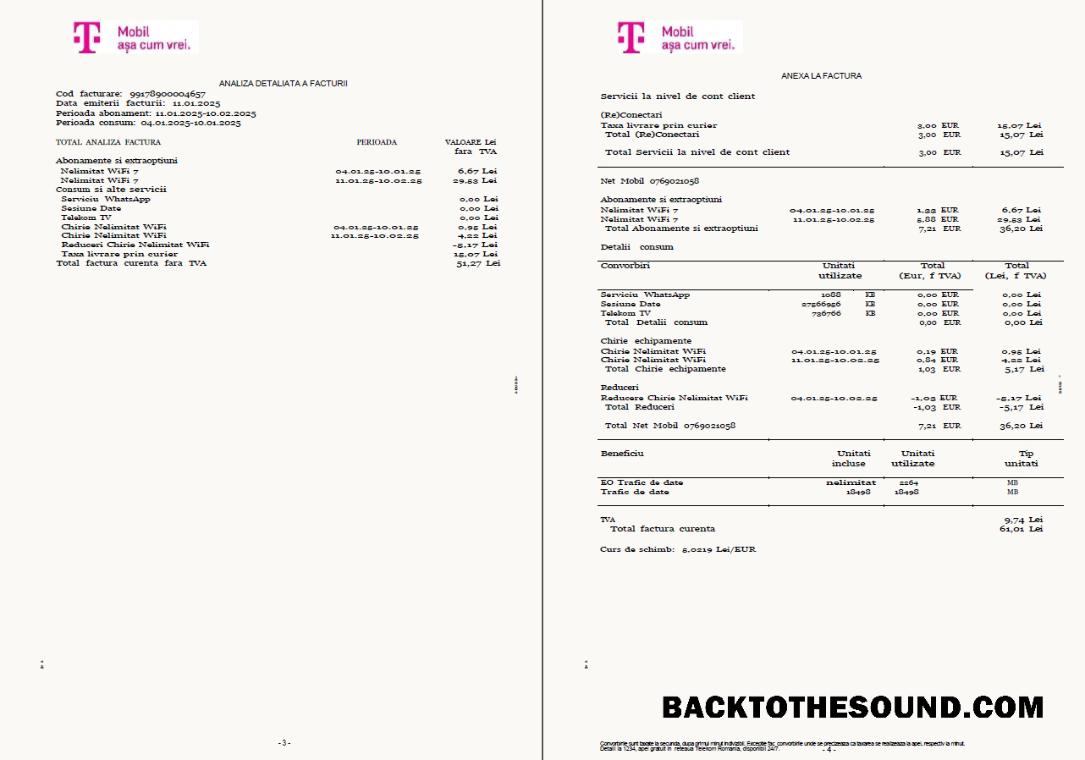 T Mobil
așa cum vrei.
ANALIZA DETALIATA A FACTURII
Cod facturare: 99178900004657
Data emiterii facturii: 11.01.2025
Perioada abonament: 11.01.2025-10.02.2025
Perioada consum: 04.01.2025-10.01.2025
TOTAL ANALIZA FACTURA PERIOADA VALOARE Lei
fara TVA
Abonamente si extraoptiuni
Nelimitat WiFi 7 04.01.25-10.01.25 6,67 Lei
Nelimitat WiFi 7 11.01.25-10.02.25 29,53 Lei
Consum si alte servicii
Serviciu WhatsApp 0,00 Lei
Sesiune Date 0,00 Lei
Telekom TV 0,00 Lei
Chirie Nelimitat WiFi 04.01.25-10.01.25 0,95 Lei
Chirie Nelimitat WiFi 11.01.25-10.02.25 4,22 Lei
Reduceri Chirie Nelimitat WiFi -5,17 Lei
Taxa livrare prin curier 15,07 Lei
Total factura curenta fara TVA 51,27 Lei
- 3 -
T Mobil
așa cum vrei.
ANEXA LA FACTURA
Servicii la nivel de cont client
(Re)Conectari
Taxa livrare prin curier 3,00 EUR 15,07 Lei
Total (Re)Conectari 3,00 EUR 15,07 Lei
Total Servicii la nivel de cont client 3,00 EUR 15,07 Lei
Net Mobil 0769021058
Abonamente si extraoptiuni
Nelimitat WiFi 7 04.01.25-10.01.25 1,33 EUR 6,67 Lei
Nelimitat WiFi 7 11.01.25-10.02.25 5,88 EUR 29,53 Lei
Total Abonamente si extraoptiuni 7,21 EUR 36,20 Lei
Detalii consum
Convorbiri Unitati Total Total
utilizate (Eur, f TVA) (Lei, f TVA)
Serviciu WhatsApp 1088 KB 0,00 EUR 0,00 Lei
Sesiune Date 27566956 KB 0,00 EUR 0,00 Lei
Telekom TV 736766 KB 0,00 EUR 0,00 Lei
Total Detalii consum 0,00 EUR 0,00 Lei
Chirie echipamente
Chirie Nelimitat WiFi 04.01.25-10.01.25 0,19 EUR 0,95 Lei
Chirie Nelimitat WiFi 11.01.25-10.02.25 0,84 EUR 4,22 Lei
Total Chirie echipamente 1,03 EUR 5,17 Lei
Reduceri
Reducere Chirie Nelimitat WiFi 04.01.25-10.02.25 -1,03 EUR -5,17 Lei
Total Reduceri -1,03 EUR -5,17 Lei
Total Net Mobil 0769021058 7,21 EUR 36,20 Lei
Beneficiu Unitati Unitati Tip
incluse utilizate unitati
EO Trafic de date nelimitat 2264 MB
Trafic de date 18498 18498 MB
TVA 9,74 Lei
Total factura curenta 61,01 Lei
Curs de schimb: 5,0219 Lei/EUR
BACKTOTHESOUND.COM
Convorbirile sunt taxate la secunda, dupa primul minut indivizibil. Exceptie fac convorbirile unde se precizeaza ca taxarea se realizeaza la apel, respectiv la minut.
Detalii la 1234, apel gratuit in reteaua Telekom Romania, disponibil 24/7.
- 4 -